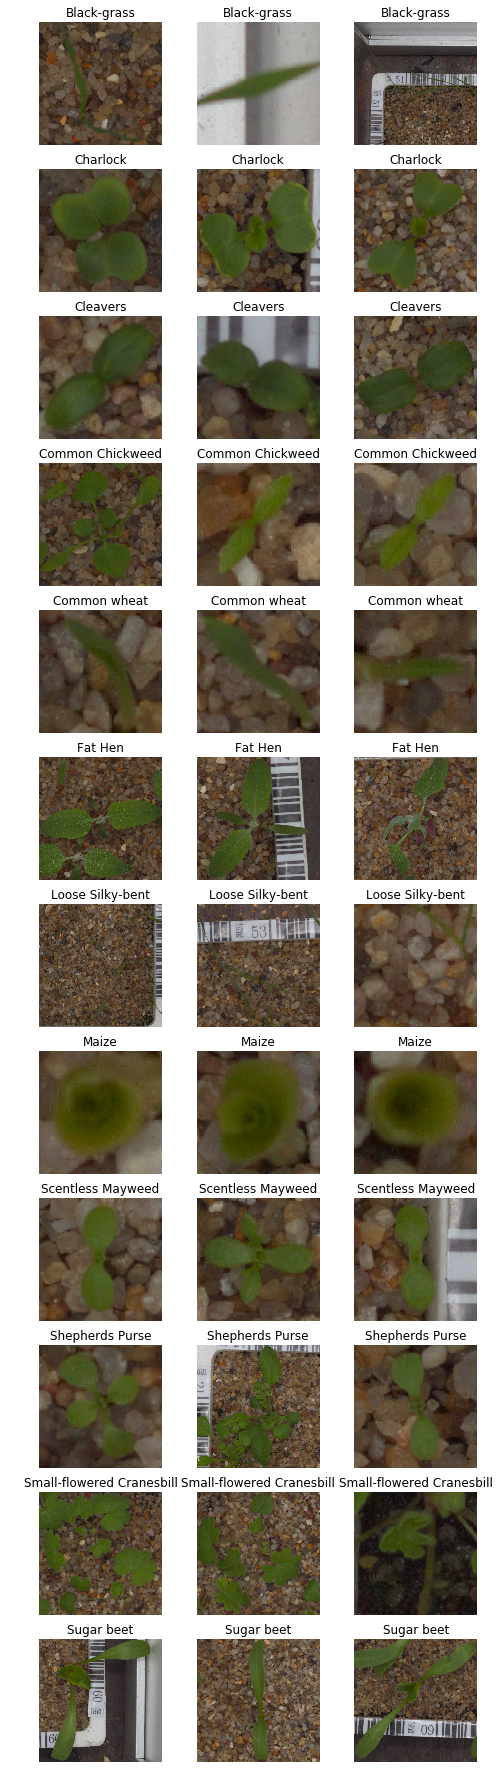 Black-grass Black-grass Black-grass
51
Charlock Charlock Charlock
Cleavers Cleavers Cleavers
Common Chickweed Common Chickweed Common Chickweed
Common wheat Common wheat Common wheat
Fat Hen Fat Hen Fat Hen
Loose Silky-bent Loose Silky-bent Loose Silky-bent
53
Maize Maize Maize
Scentless Mayweed Scentless Mayweed Scentless Mayweed
Shepherds Purse Shepherds Purse Shepherds Purse
Small-flowered Cranesbill Small-flowered Cranesbill Small-flowered Cranesbill
Sugar beet Sugar beet Sugar beet
60
60
09